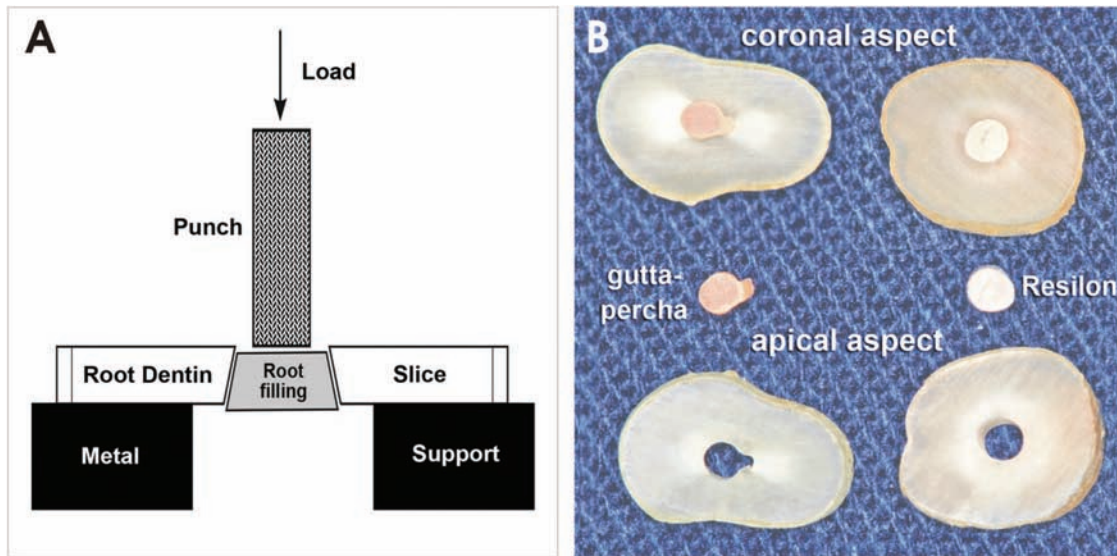 A
Load
Punch
Root Dentin
Root
filling
Slice
Metal
Support
B
coronal aspect
gutta-
percha
Resilon
apical aspect